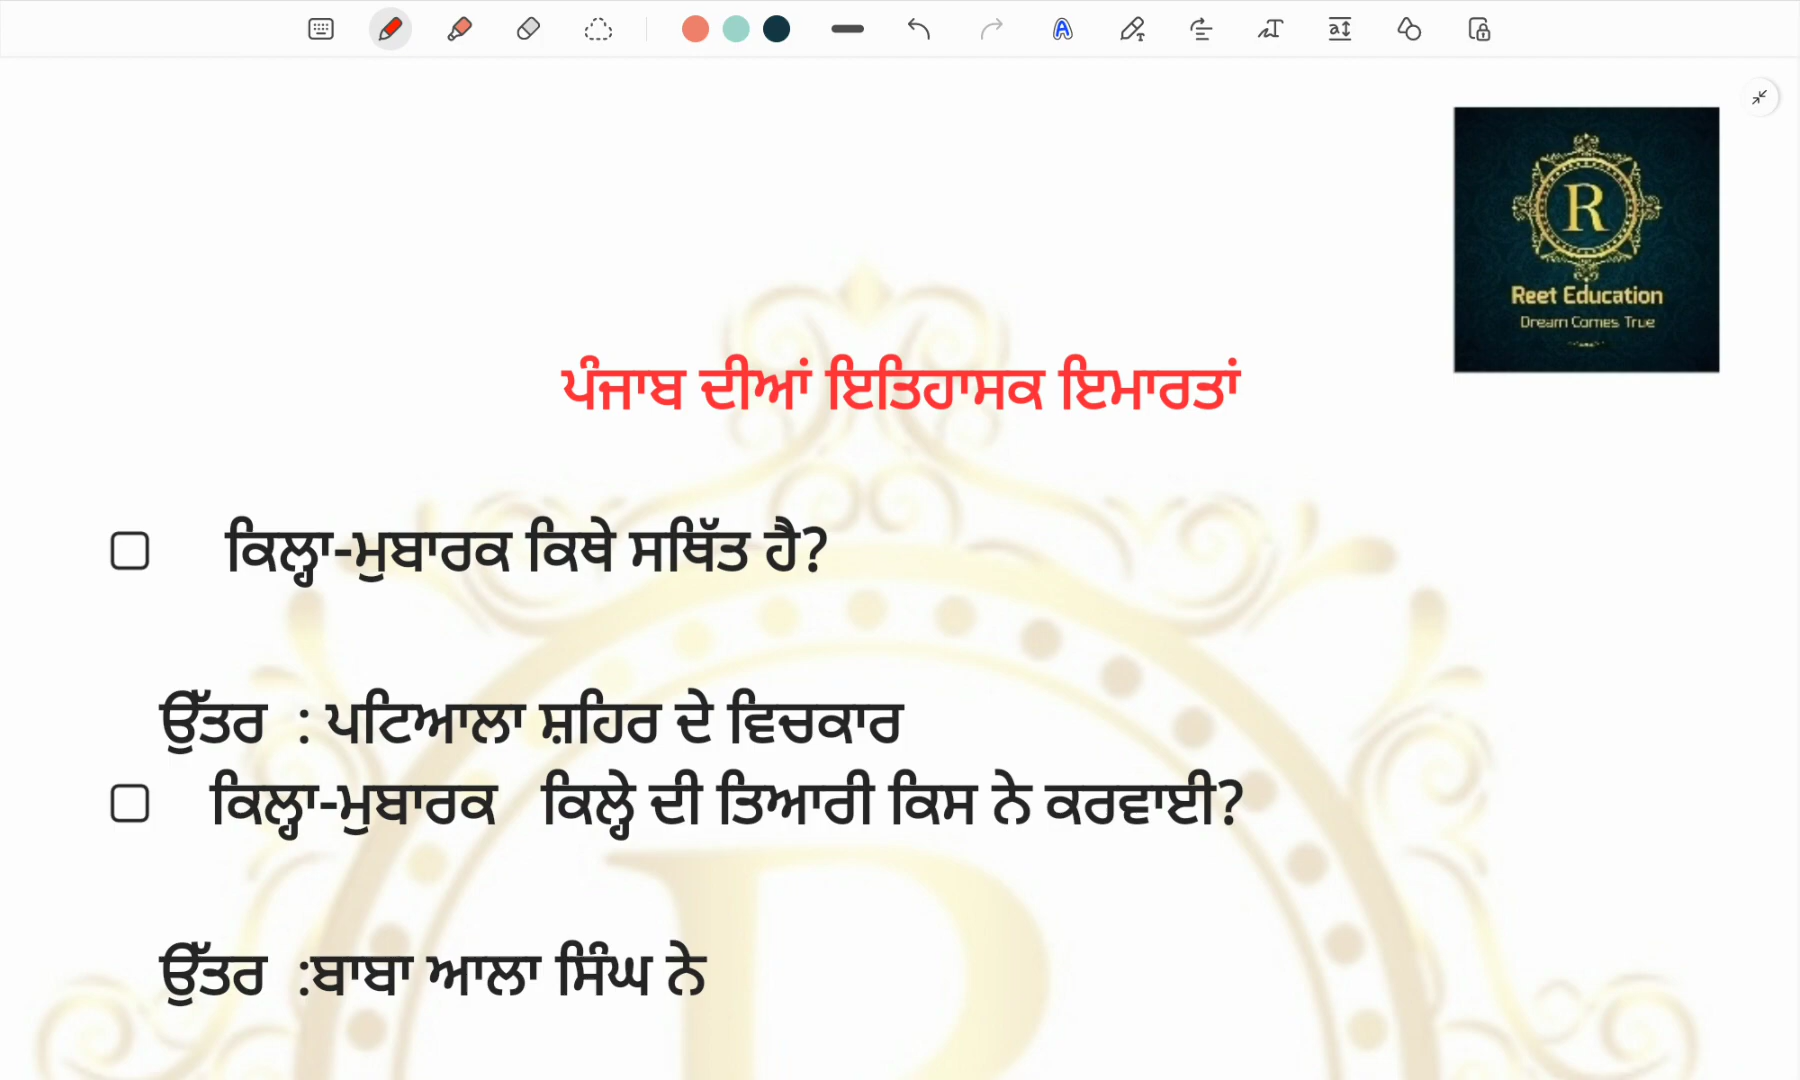 R
Reet Education
Dream Comes True
ਪੰਜਾਬ ਦੀਆਂ ਇਤਿਹਾਸਕ ਇਮਾਰਤਾਂ
ਕਿਲ੍ਹਾ-ਮੁਬਾਰਕ ਕਿਥੇ ਸਥਿੱਤ ਹੈ?
ਉੱਤਰ : ਪਟਿਆਲਾ ਸ਼ਹਿਰ ਦੇ ਵਿਚਕਾਰ
ਕਿਲ੍ਹਾ-ਮੁਬਾਰਕ ਕਿਲ੍ਹੇ ਦੀ ਤਿਆਰੀ ਕਿਸ ਨੇ ਕਰਵਾਈ?
ਉੱਤਰ :ਬਾਬਾ ਆਲਾ ਸਿੰਘ ਨੇ